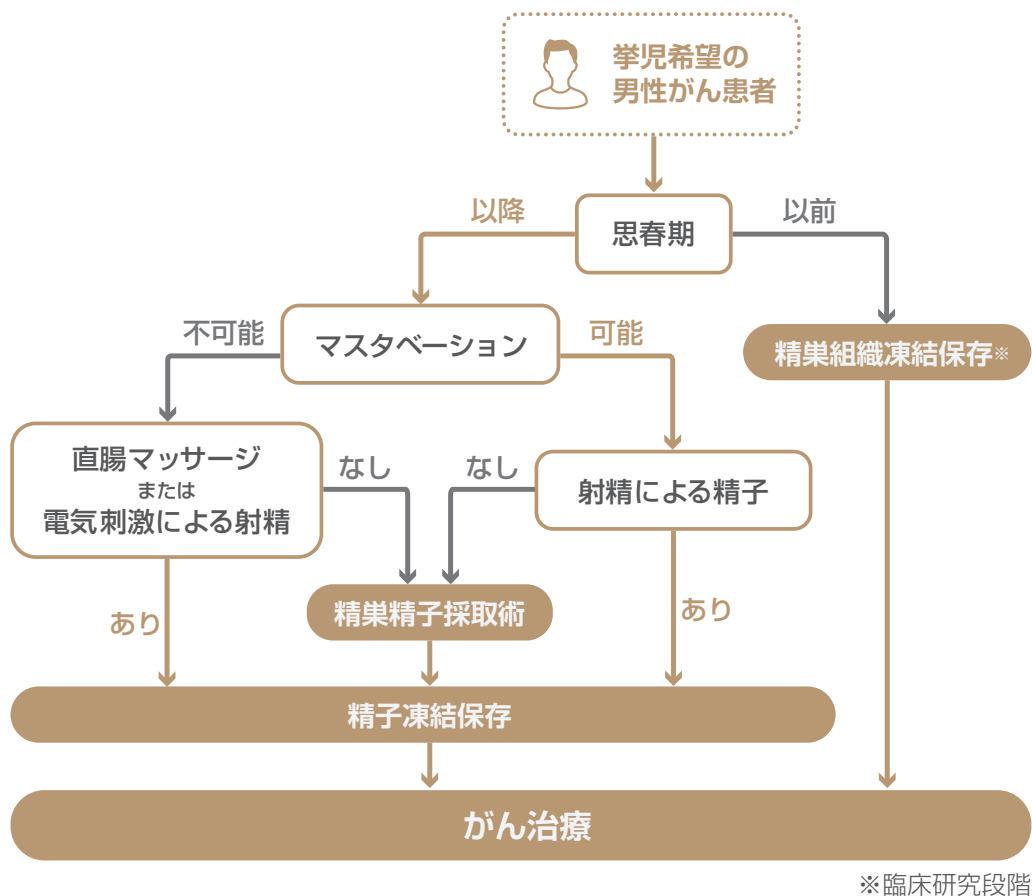 挙児希望の
男性がん患者
以降
思春期
以前
不可能
マスタベーション
可能
精巣組織凍結保存※
直腸マッサージ
または
電気刺激による射精
なし
なし
射精による精子
あり
精巣精子採取術
あり
精子凍結保存
がん治療
※臨床研究段階